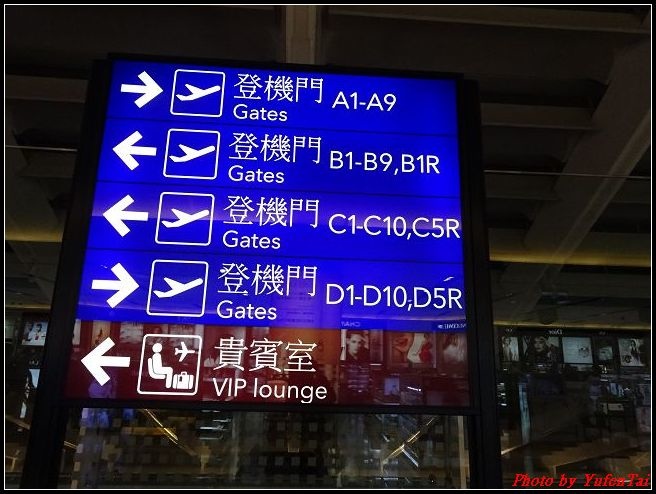 登機門 A1-A9
Gates
登機門 B1-B9,B1R
Gates
登機門 C1-C10,C5R
Gates
登機門 D1-D10,D5R
Gates
貴賓室
VIP lounge
Dior
Photo by YufenTai